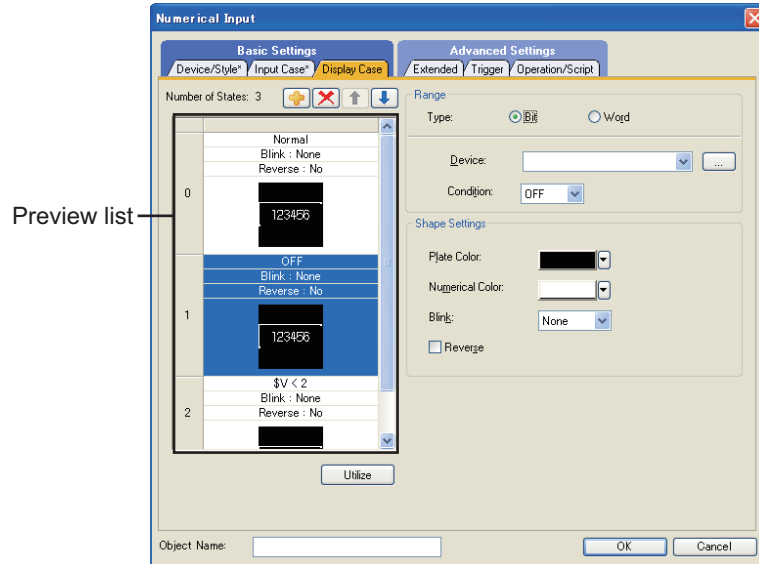 Numerical Input
Basic Settings
Advanced Settings
Device/Style* Input Case* Display Case
Extended Trigger Operation/Script
Number of States: 3
Range
Type: Bit Word
Device: ...
Condition: OFF
Shape Settings
Plate Color:
Numerical Color:
Blink: None
Reverse
Preview list
Normal
Blink : None
Reverse : No
0
123456
OFF
Blink : None
Reverse : No
1
123456
$V < 2
Blink : None
Reverse : No
2
Utilize
Object Name:
OK Cancel